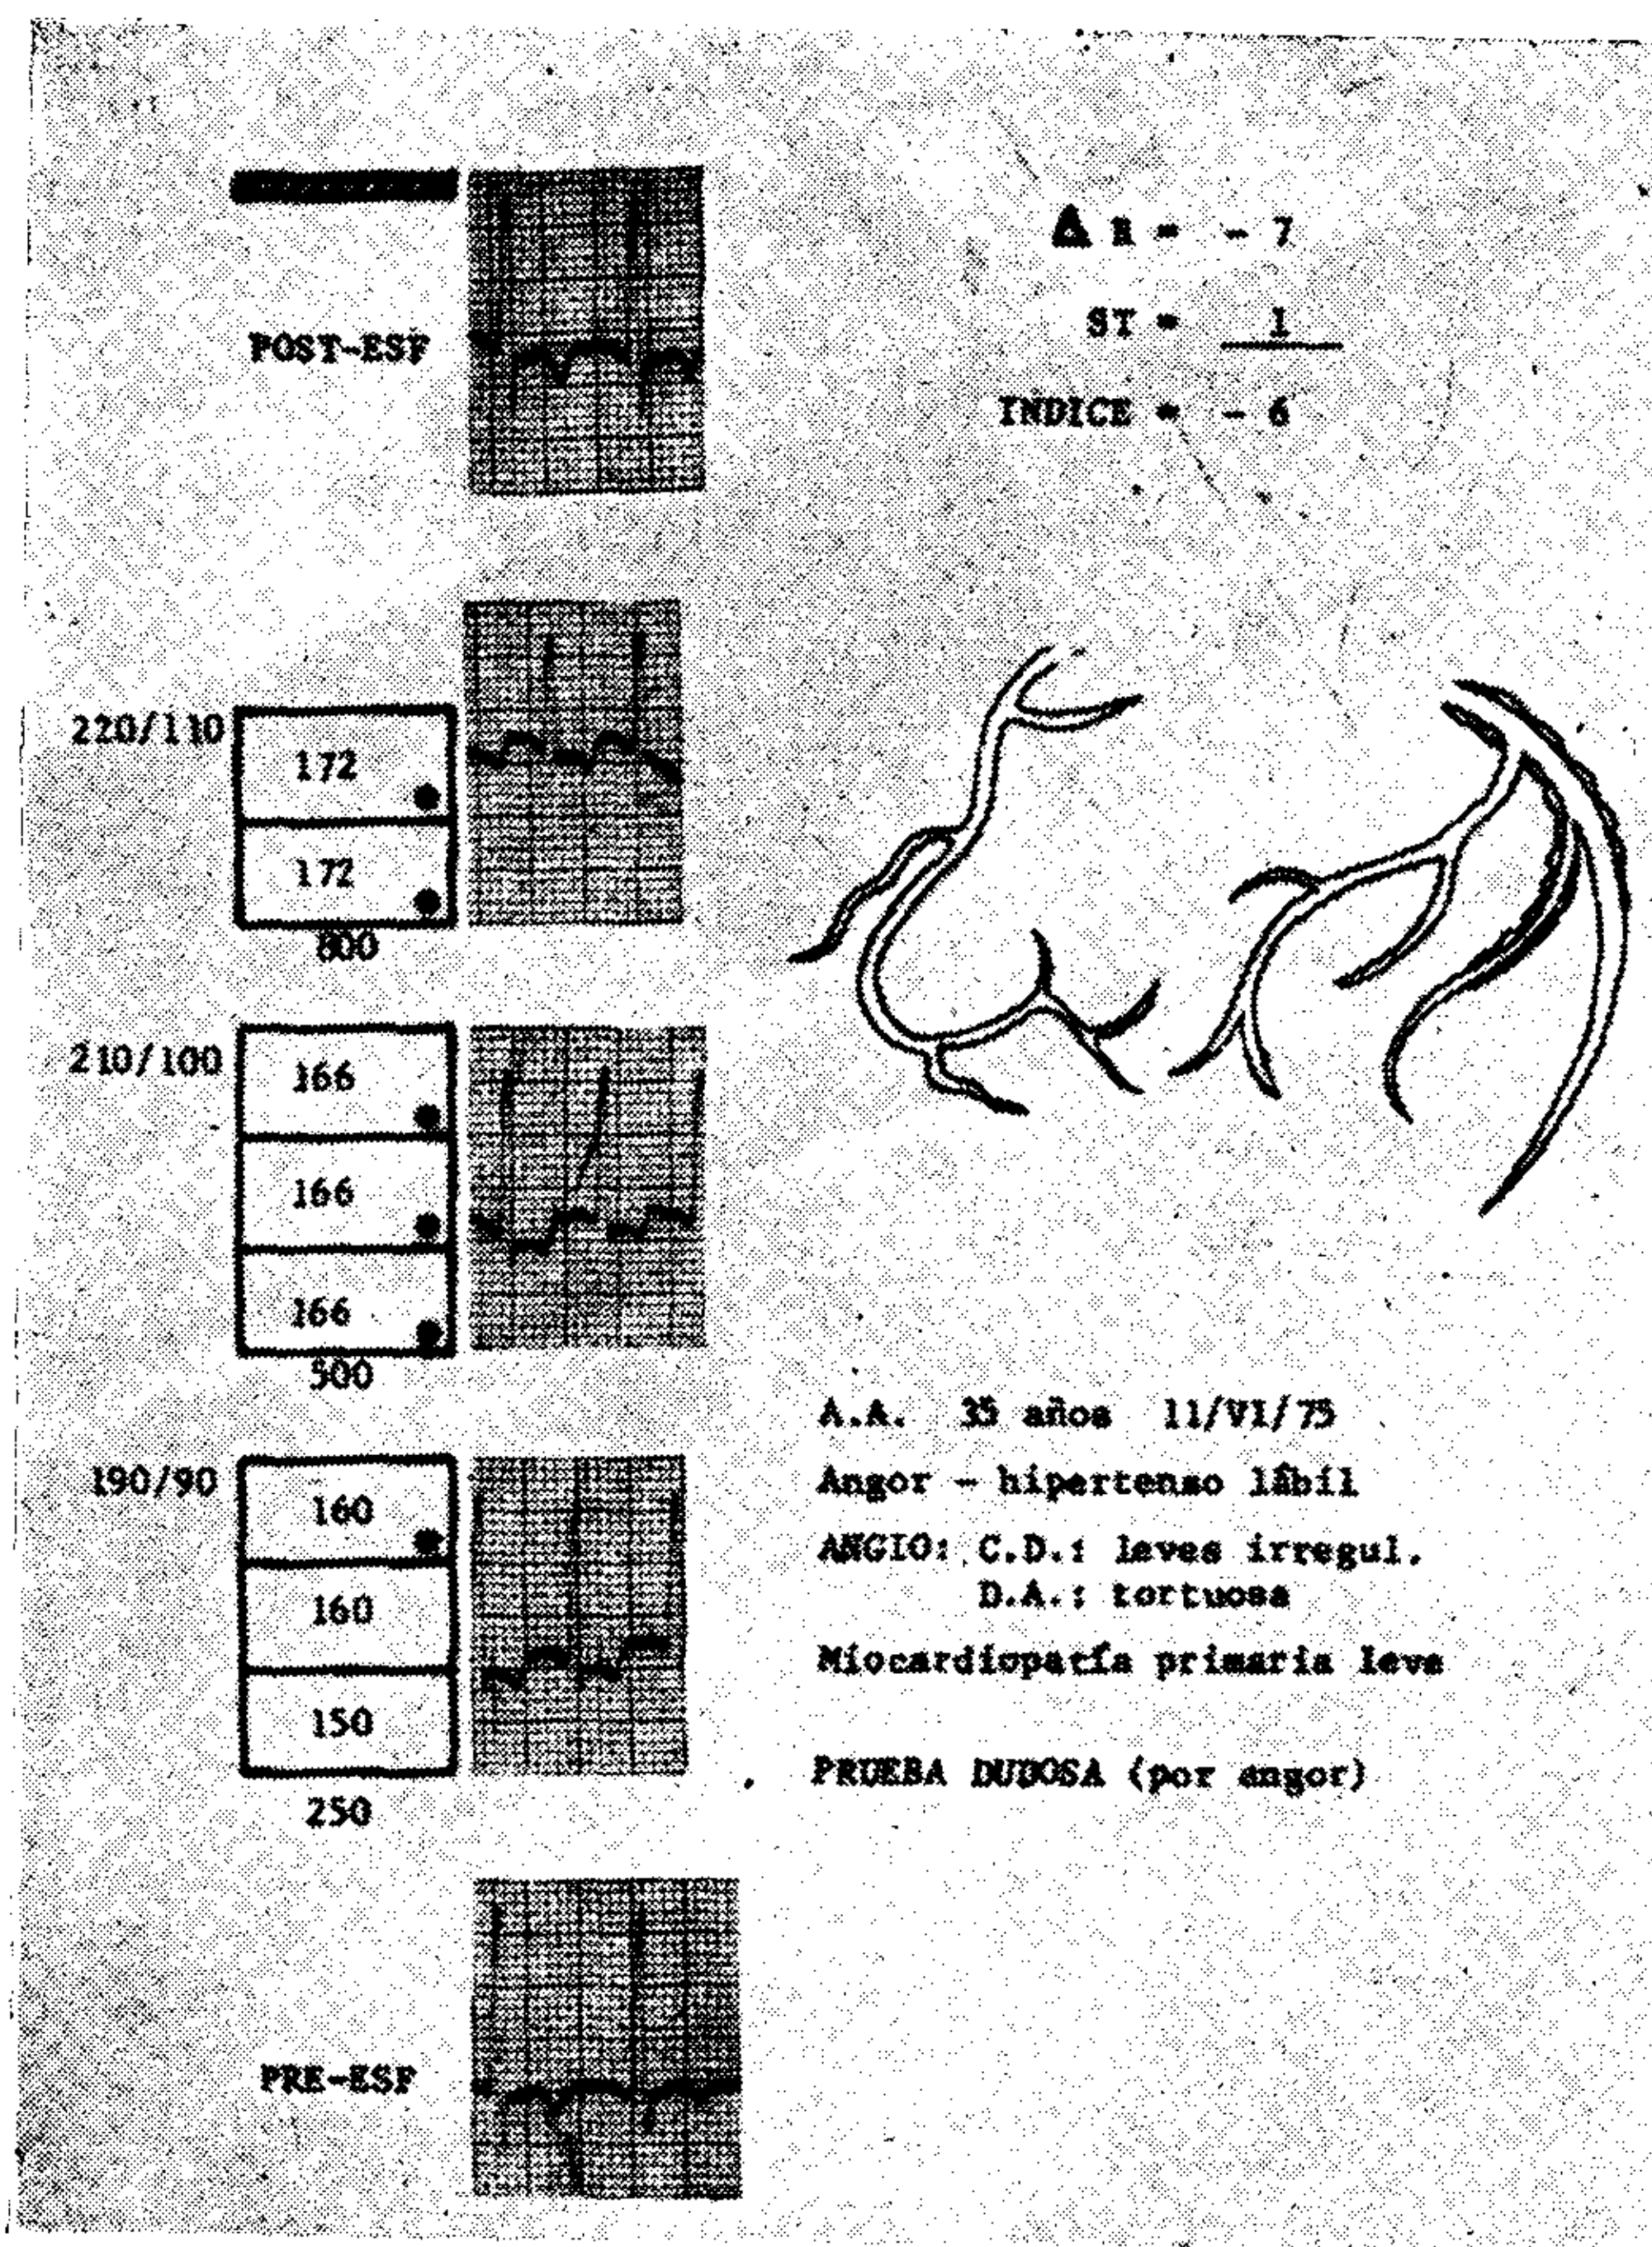 Δ R = - 7
ST = 1
INDICE = - 6
POST-ESF
220/110
172
172
800
210/100
166
166
166
500
190/90
160
160
150
250
PRE-ESF
A.A. 35 años 11/VI/75
Angor - hipertenso lábil
ANGIO: C.D.: leves irregul.
D.A.: tortuosa
Miocardiopatía primaria leve
PRUEBA DUDOSA (por angor)